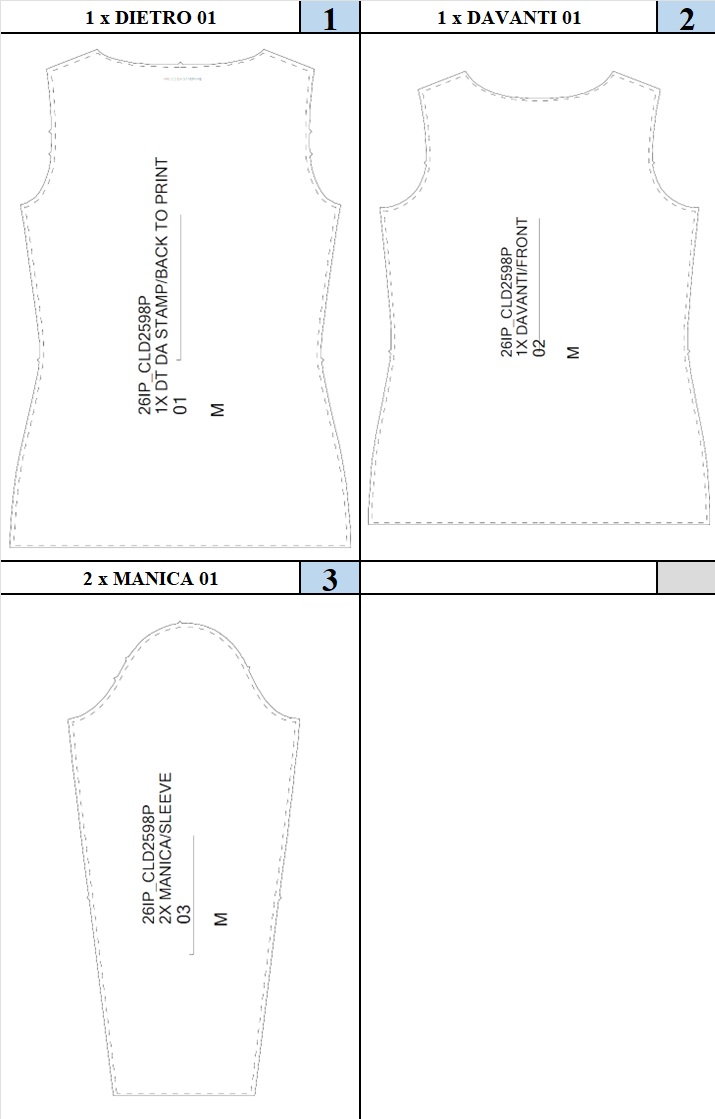 1 x DIETRO 01
1
1 x DAVANTI 01
2
26IP_CLD2598P
1X DT DA STAMP/BACK TO PRINT
01
M
26IP_CLD2598P
1X DAVANTI/FRONT
02
M
2 x MANICA 01
3
26IP_CLD2598P
2X MANICA/SLEEVE
03
M